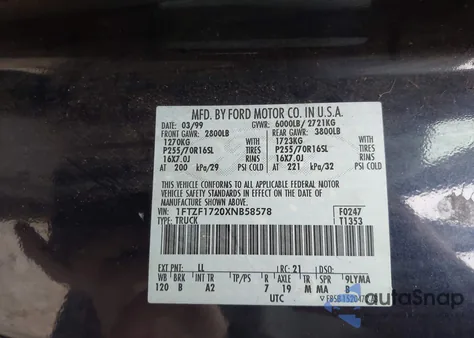 MFD. BY FORD MOTOR CO. IN U.S.A.
DATE: 03/99 GVWR: 6000LB/ 2721KG
FRONT GAWR: 2800LB REAR GAWR: 3800LB
1270KG WITH 1723KG WITH
P255/70R16SL TIRES P255/70R16SL TIRES
16X7.0J RIMS 16X7.0J RIMS
AT 200 kPa/29 PSI COLD AT 221 kPa/32 PSI COLD
THIS VEHICLE CONFORMS TO ALL APPLICABLE FEDERAL MOTOR
VEHICLE SAFETY STANDARDS IN EFFECT ON THE DATE OF
MANUFACTURE SHOWN ABOVE.
VIN: 1FTZF1720XNB58578 F0247
TYPE: TRUCK T1353
EXT PNT: LL RC: 21 DSO:
WB BRK INT TR TP/PS R AXLE TR SPR 9LYMA
120 B A2 7 19 M MA B
UTC
autoSnap